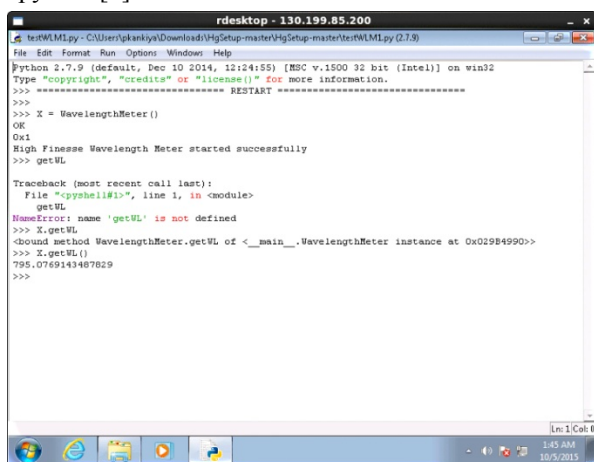 rdesktop - 130.199.85.200
testWLM1.py - C:\Users\pkankiya\Downloads\HgSetup-master\HgSetup-master\testWLM1.py (2.7.9)
File Edit Format Run Options Windows Help
Python 2.7.9 (default, Dec 10 2014, 12:24:55) [MSC v.1500 32 bit (Intel)] on win32
Type "copyright", "credits" or "license()" for more information.
>>> ================================ RESTART ================================
>>>
>>> X = WavelengthMeter()
OK
0x1
High Finesse Wavelength Meter started successfully
>>> getWL

Traceback (most recent call last):
  File "<pyshell#1>", line 1, in <module>
    getWL
NameError: name 'getWL' is not defined
>>> X.getWL
<bound method WavelengthMeter.getWL of <__main__.WavelengthMeter instance at 0x029B4990>>
>>> X.getWL()
795.0769143487829
>>>
Ln: 1 Col: 0
1:45 AM
10/5/2015